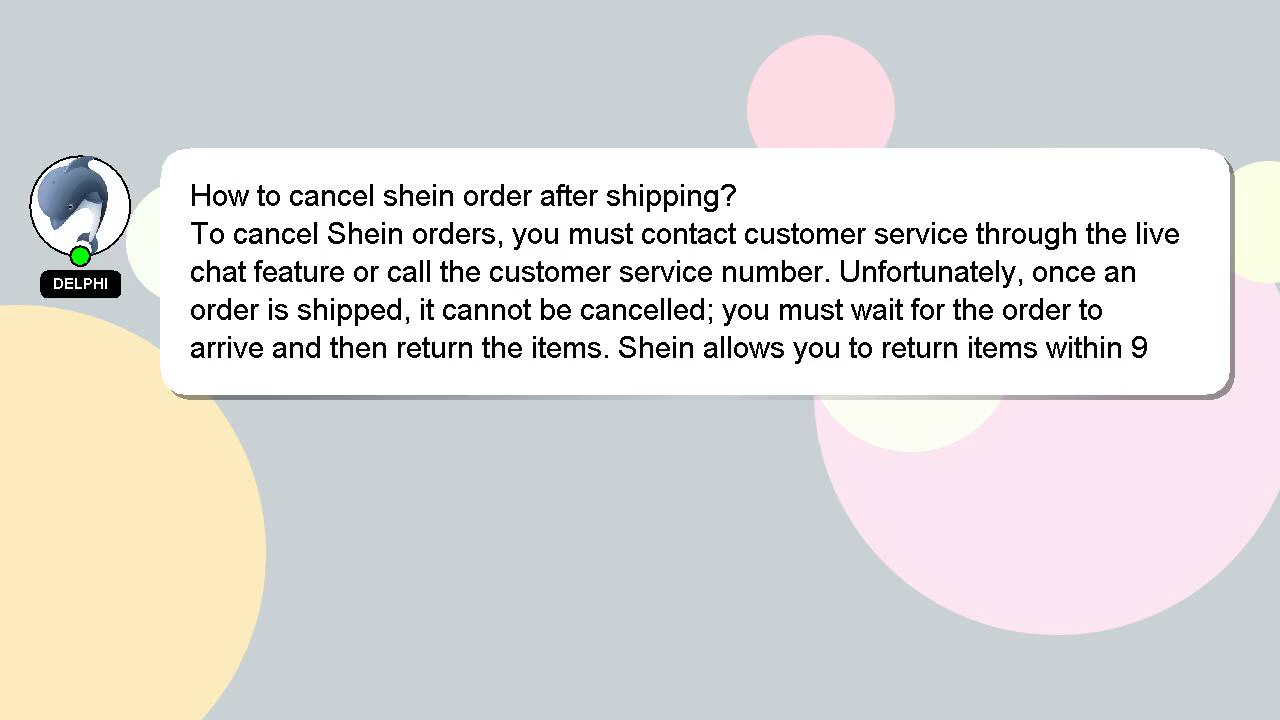 How to cancel shein order after shipping?
To cancel Shein orders, you must contact customer service through the live
chat feature or call the customer service number. Unfortunately, once an
order is shipped, it cannot be cancelled; you must wait for the order to
arrive and then return the items. Shein allows you to return items within 9
DELPHI